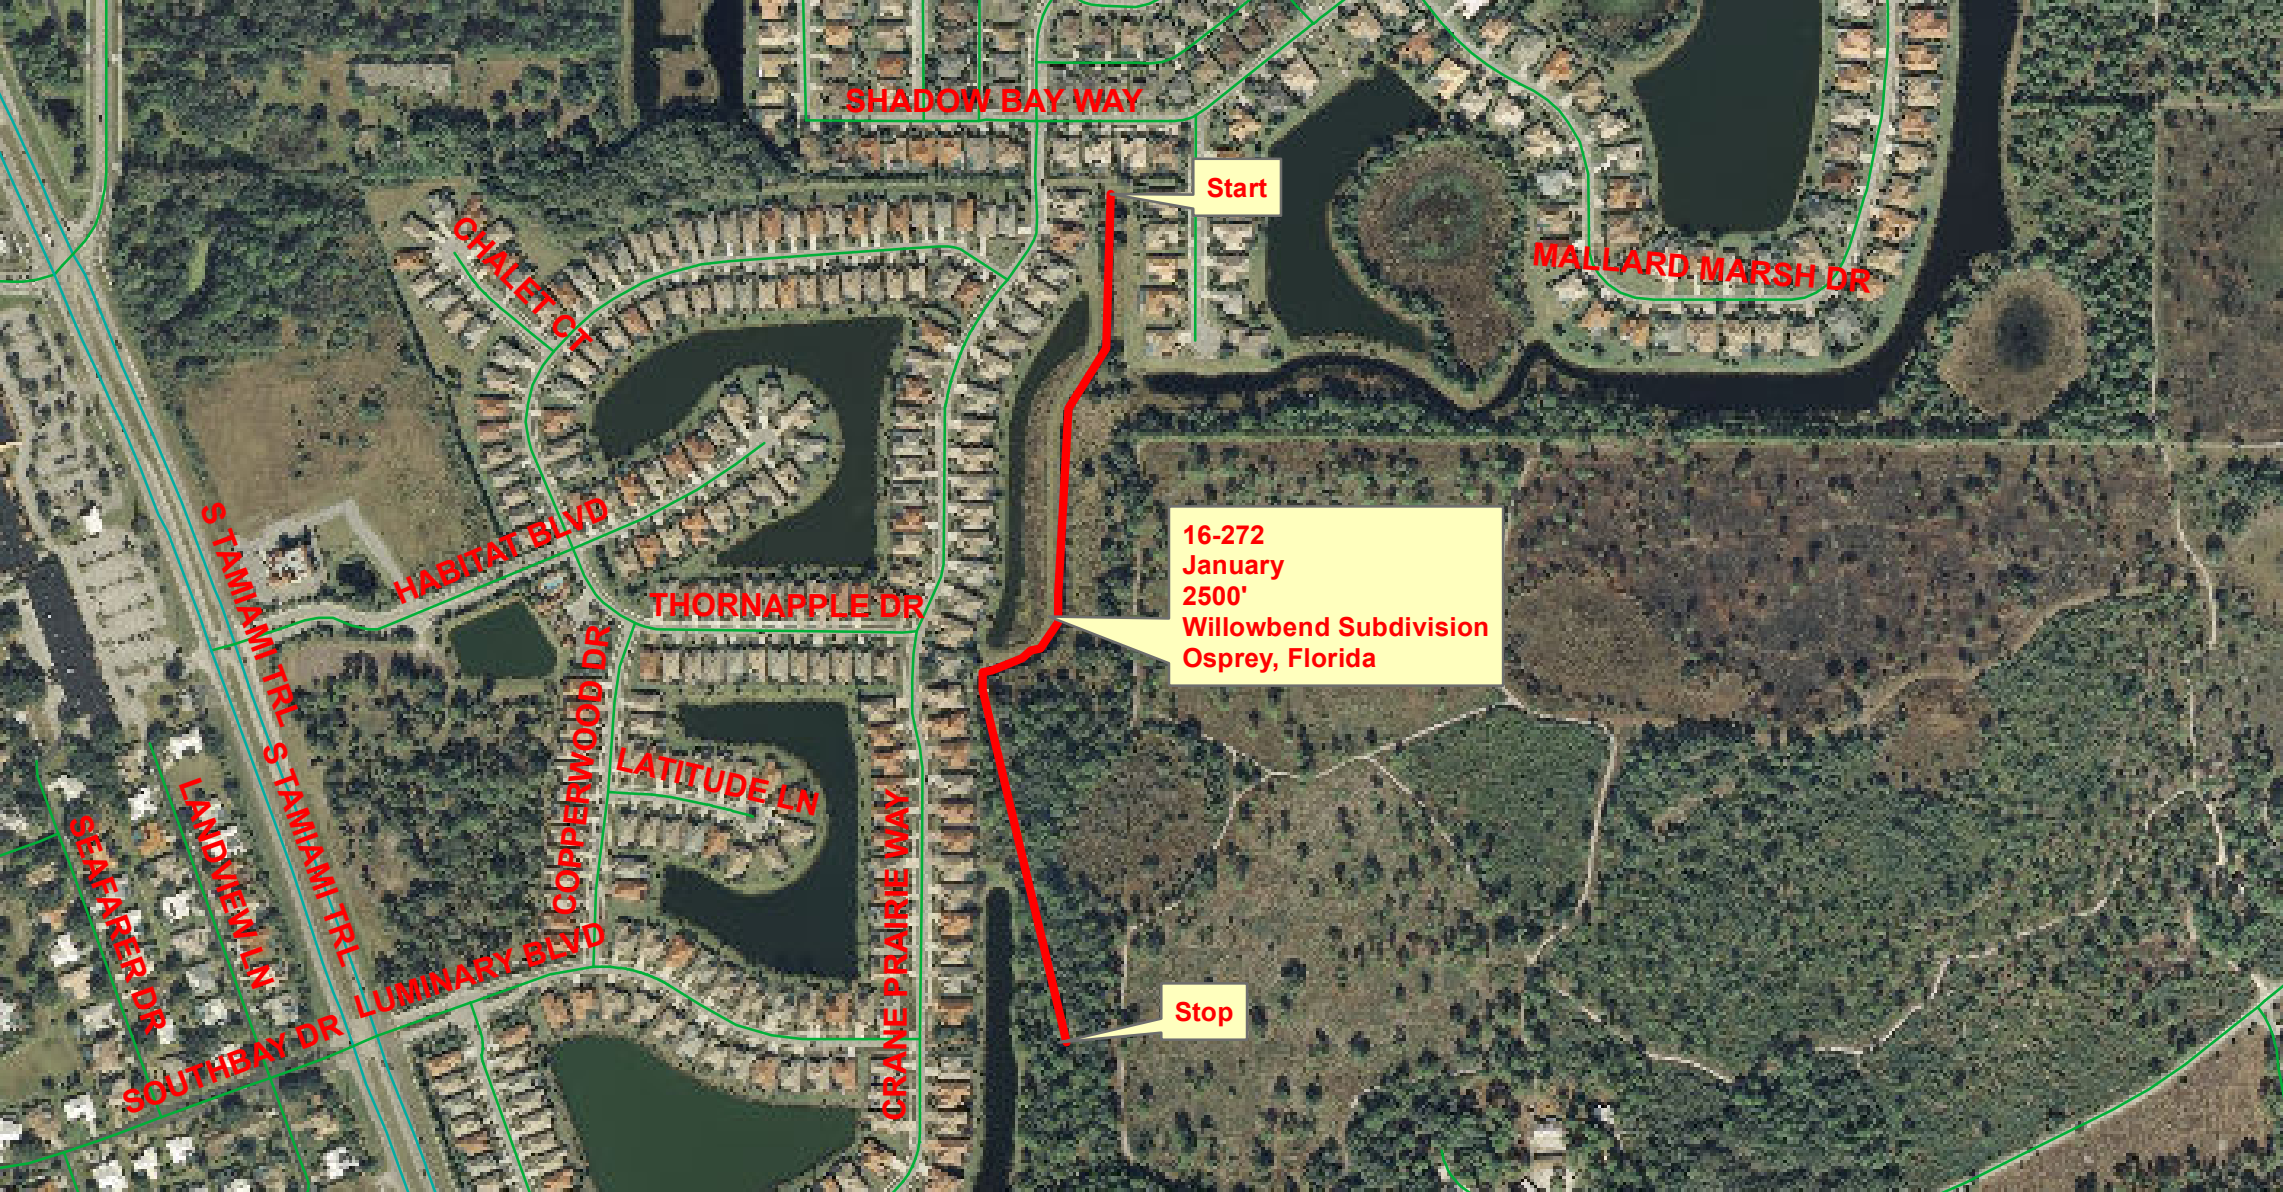 SHADOW BAY WAY
Start
CHALET CT
MALLARD MARSH DR
S TAMIAMI TRL
HABITAT BLVD
THORNAPPLE DR
16-272
January
2500'
Willowbend Subdivision
Osprey, Florida
COPPERWOOD DR
S TAMIAMI TRL
LATITUDE LN
LANDVIEW LN
SEAFARER DR
CRANE PRAIRIE WAY
LUMINARY BLVD
SOUTHBAY DR
Stop